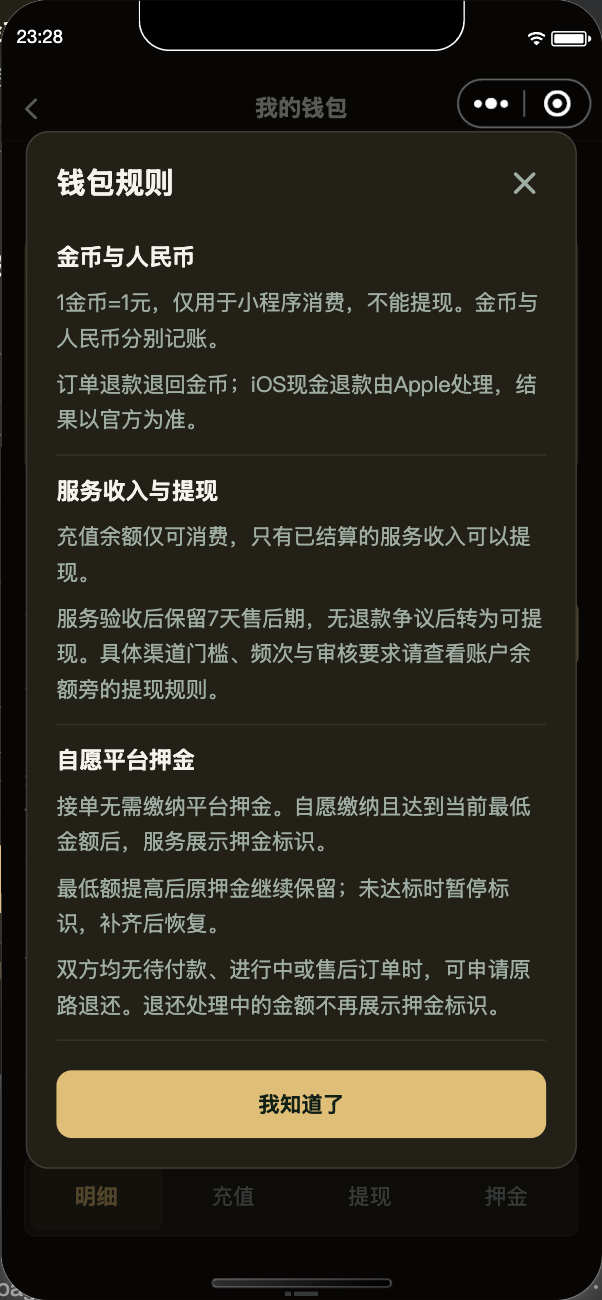 23:28
我的钱包
钱包规则
金币与人民币
1金币=1元，仅用于小程序消费，不能提现。金币与
人民币分别记账。
订单退款退回金币；iOS现金退款由Apple处理，结
果以官方为准。
服务收入与提现
充值余额仅可消费，只有已结算的服务收入可以提
现。
服务验收后保留7天售后期，无退款争议后转为可提
现。具体渠道门槛、频次与审核要求请查看账户余
额旁的提现规则。
自愿平台押金
接单无需缴纳平台押金。自愿缴纳且达到当前最低
金额后，服务展示押金标识。
最低额提高后原押金继续保留；未达标时暂停标
识，补齐后恢复。
双方均无待付款、进行中或售后订单时，可申请原
路退还。退还处理中的金额不再展示押金标识。
我知道了
明细 充值 提现 押金